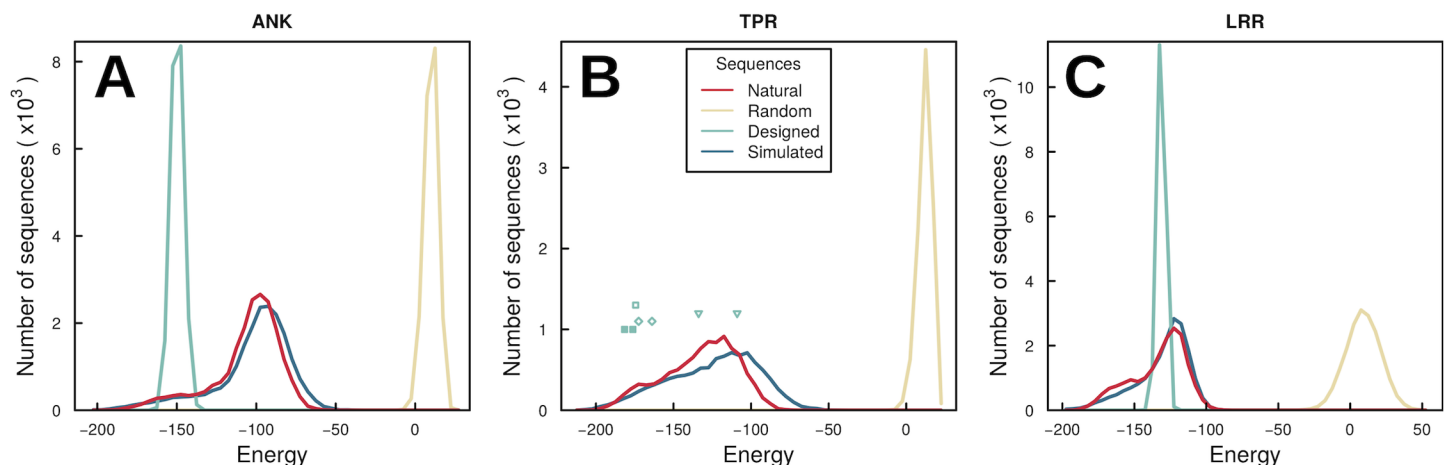 ANK
A
Number of sequences ( x10³ )
8
6
4
2
0
−200 −150 −100 −50 0
Energy
TPR
B
Sequences
Natural
Random
Designed
Simulated
Number of sequences ( x10³ )
4
3
2
1
0
−200 −150 −100 −50 0
Energy
LRR
C
Number of sequences ( x10³ )
10
8
6
4
2
0
−200 −150 −100 −50 0 50
Energy